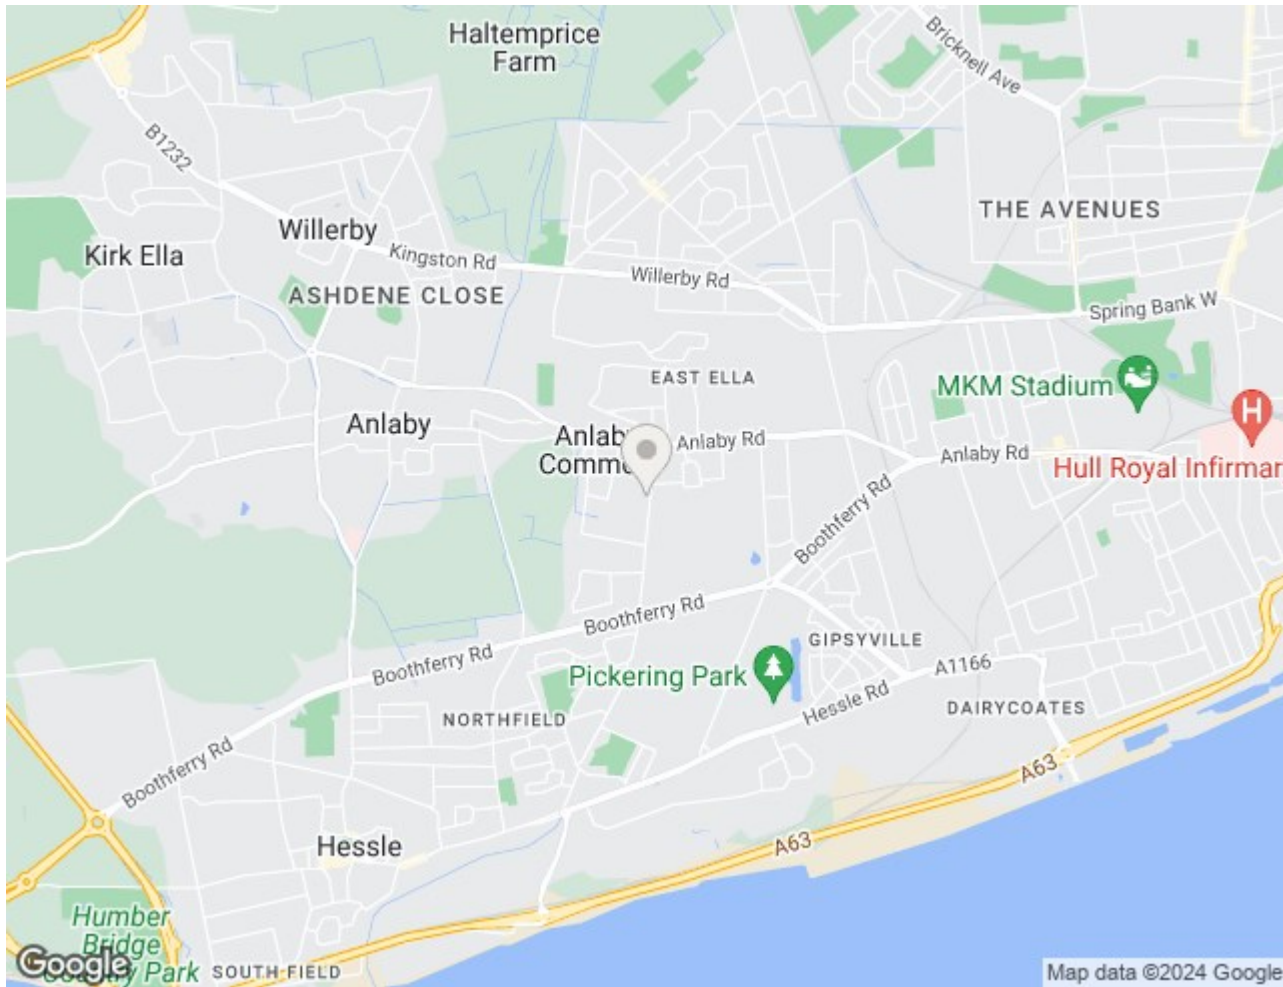 Haltemprice
Farm
Bricknell Ave
B1232
THE AVENUES
Willerby
Kirk Ella
Kingston Rd
Willerby Rd
ASHDENE CLOSE
Spring Bank W
EAST ELLA
MKM Stadium
Anlaby
Anlaby Rd
Anlaby Rd
H
Hull Royal Infirmar
Boothferry Rd
Boothferry Rd
GIPSYVILLE
Boothferry Rd
A1166
Pickering Park
Hessle Rd
DAIRYCOATES
NORTHFIELD
Boothferry Rd
A63
A63
Hessle
Humber
Bridge
Park
Google
SOUTH FIELD
Map data ©2024 Google